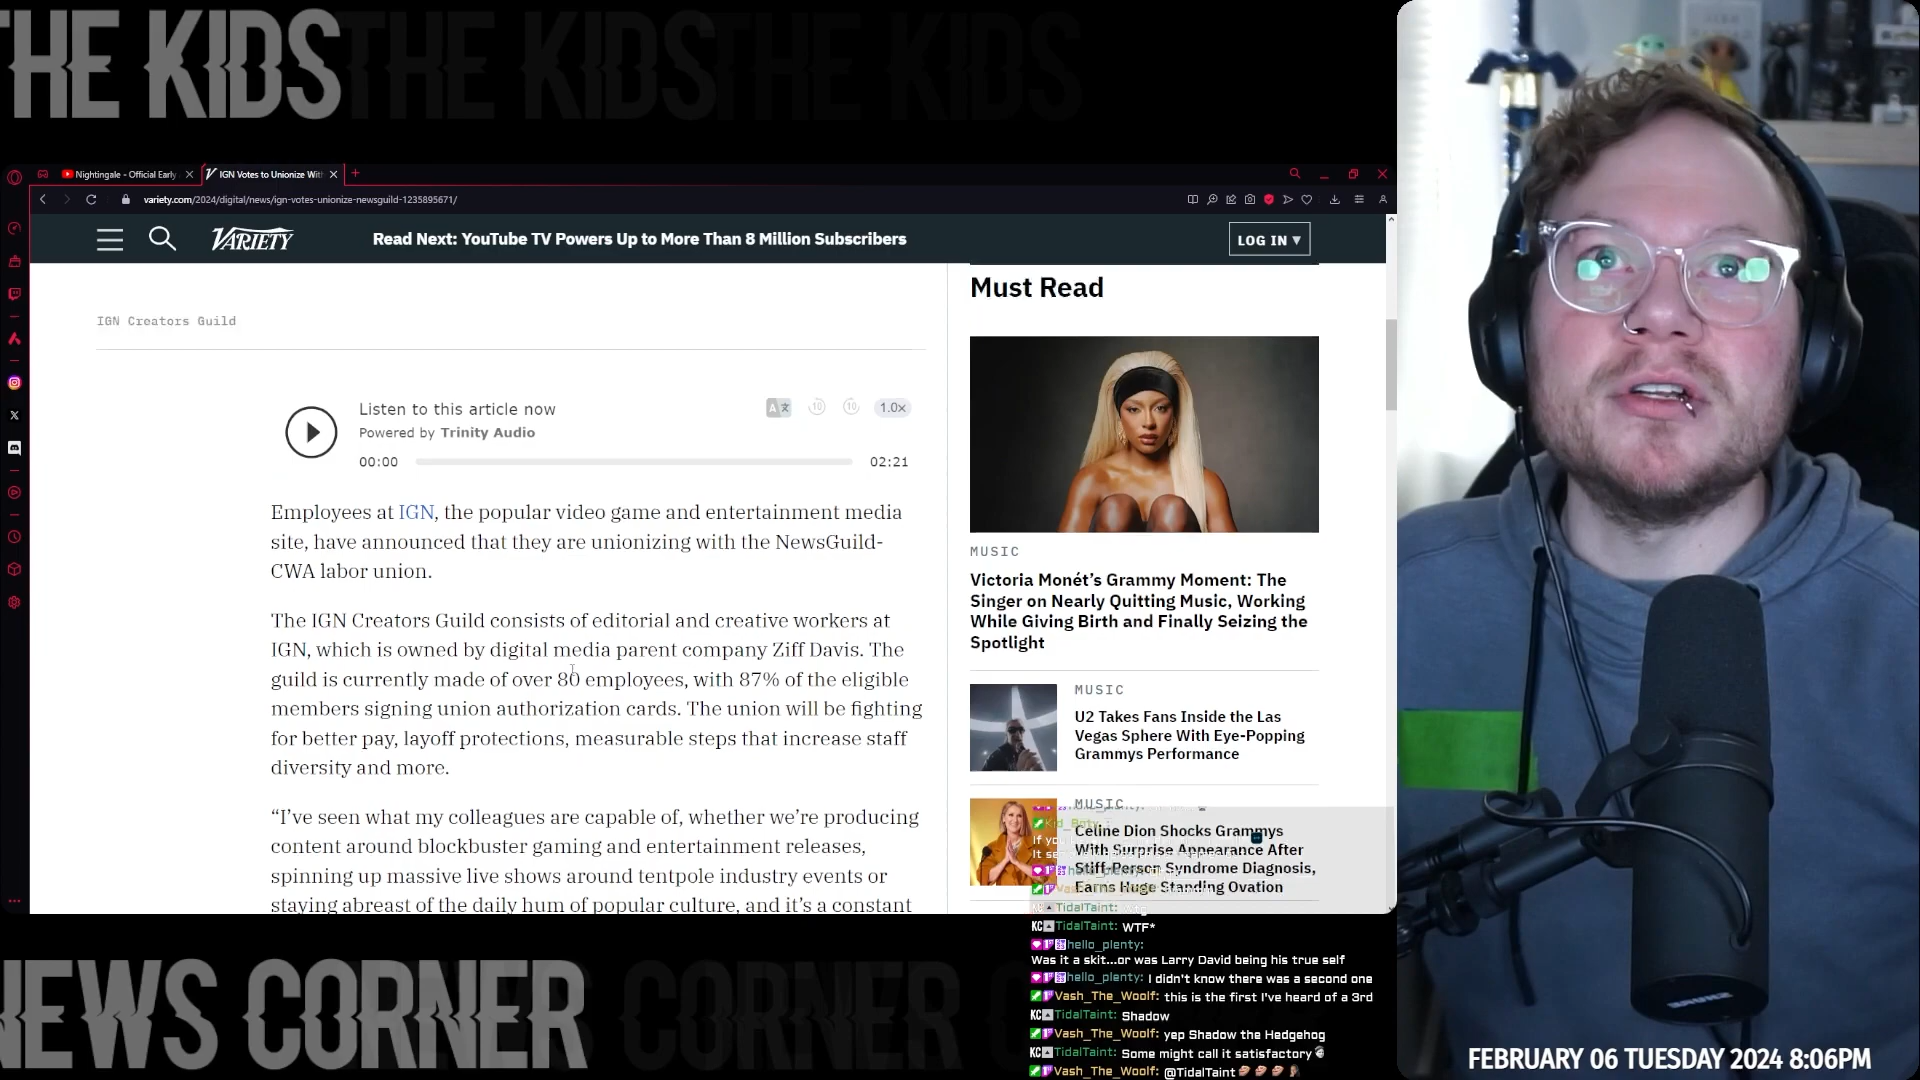 THE KIDS THE KIDS THE KIDS
Nightingale - Official Early
IGN Votes to Unionize With
variety.com/2024/digital/news/ign-votes-unionize-newsguild-1235895671/
VARIETY
Read Next: YouTube TV Powers Up to More Than 8 Million Subscribers
LOG IN ▾
IGN Creators Guild
Listen to this article now
Powered by Trinity Audio
10
10
1.0x
00:00
02:21
Employees at IGN, the popular video game and entertainment media
site, have announced that they are unionizing with the NewsGuild-
CWA labor union.
The IGN Creators Guild consists of editorial and creative workers at
IGN, which is owned by digital media parent company Ziff Davis. The
guild is currently made of over 80 employees, with 87% of the eligible
members signing union authorization cards. The union will be fighting
for better pay, layoff protections, measurable steps that increase staff
diversity and more.
“I’ve seen what my colleagues are capable of, whether we’re producing
content around blockbuster gaming and entertainment releases,
spinning up massive live shows around tentpole industry events or
staying abreast of the daily hum of popular culture, and it’s a constant
Must Read
MUSIC
Victoria Monét’s Grammy Moment: The
Singer on Nearly Quitting Music, Working
While Giving Birth and Finally Seizing the
Spotlight
MUSIC
U2 Takes Fans Inside the Las
Vegas Sphere With Eye-Popping
Grammys Performance
MUSIC
Celine Dion Shocks Grammys
With Surprise Appearance After
Stiff-Person Syndrome Diagnosis,
Earns Huge Standing Ovation
TidalTaint:
TidalTaint: WTF*
hello_plenty:
Was it a skit...or was Larry David being his true self
hello_plenty: I didn't know there was a second one
Vash_The_Woolf: this is the first I've heard of a 3rd
TidalTaint: Shadow
Vash_The_Woolf: yep Shadow the Hedgehog
TidalTaint: Some might call it satisfactory
Vash_The_Woolf: @TidalTaint
NEWS CORNER
FEBRUARY 06 TUESDAY 2024 8:06PM